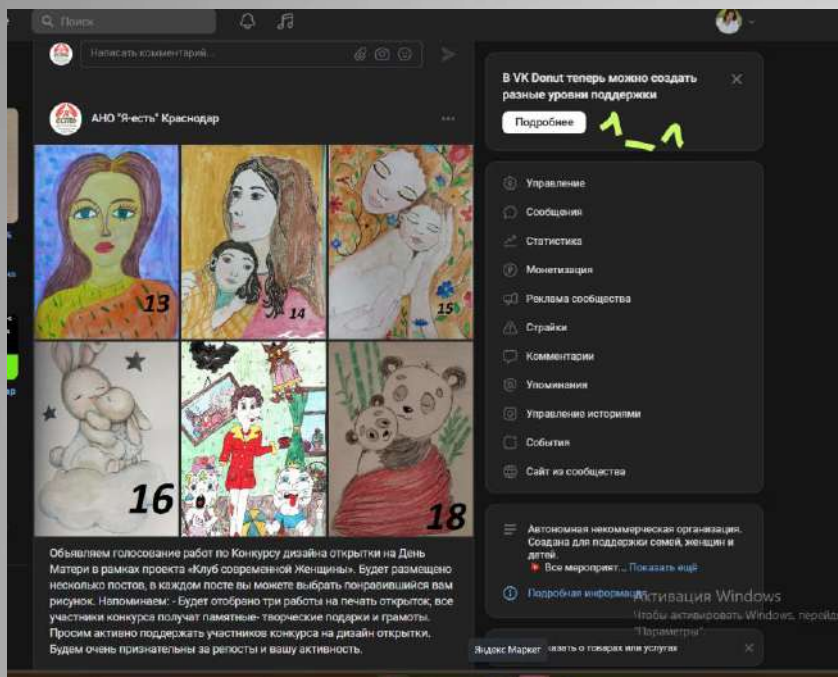 Поиск
Написать комментарий...
АНО "Я-есть" Краснодар
13
14
15
16
18
Объявляем голосование работ по Конкурсу дизайна открытки на День
Матери в рамках проекта «Клуб современной Женщины». Будет размещено
несколько постов, в каждом посте вы можете выбрать понравившийся вам
рисунок. Напоминаем: - Будет отобрано три работы на печать открыток, все
участники конкурса получат памятные- творческие подарки и грамоты.
Просим активно поддержать участников конкурса на дизайн открытки.
Будем очень признательны за репосты и вашу активность.
В VK Donut теперь можно создать
разные уровни поддержки
Подробнее
Управление
Сообщения
Статистика
Монетизация
Реклама сообщества
Страйки
Комментарии
Упоминания
Управление историями
События
Сайт из сообщества
Автономная некоммерческая организация.
Создана для поддержки семей, женщин и
детей.
Все мероприят... Показать ещё
Подробная информация
Активация Windows
Чтобы активировать Windows, перейди
"Параметры".
Яндекс Маркет
казать о товарах или услугах